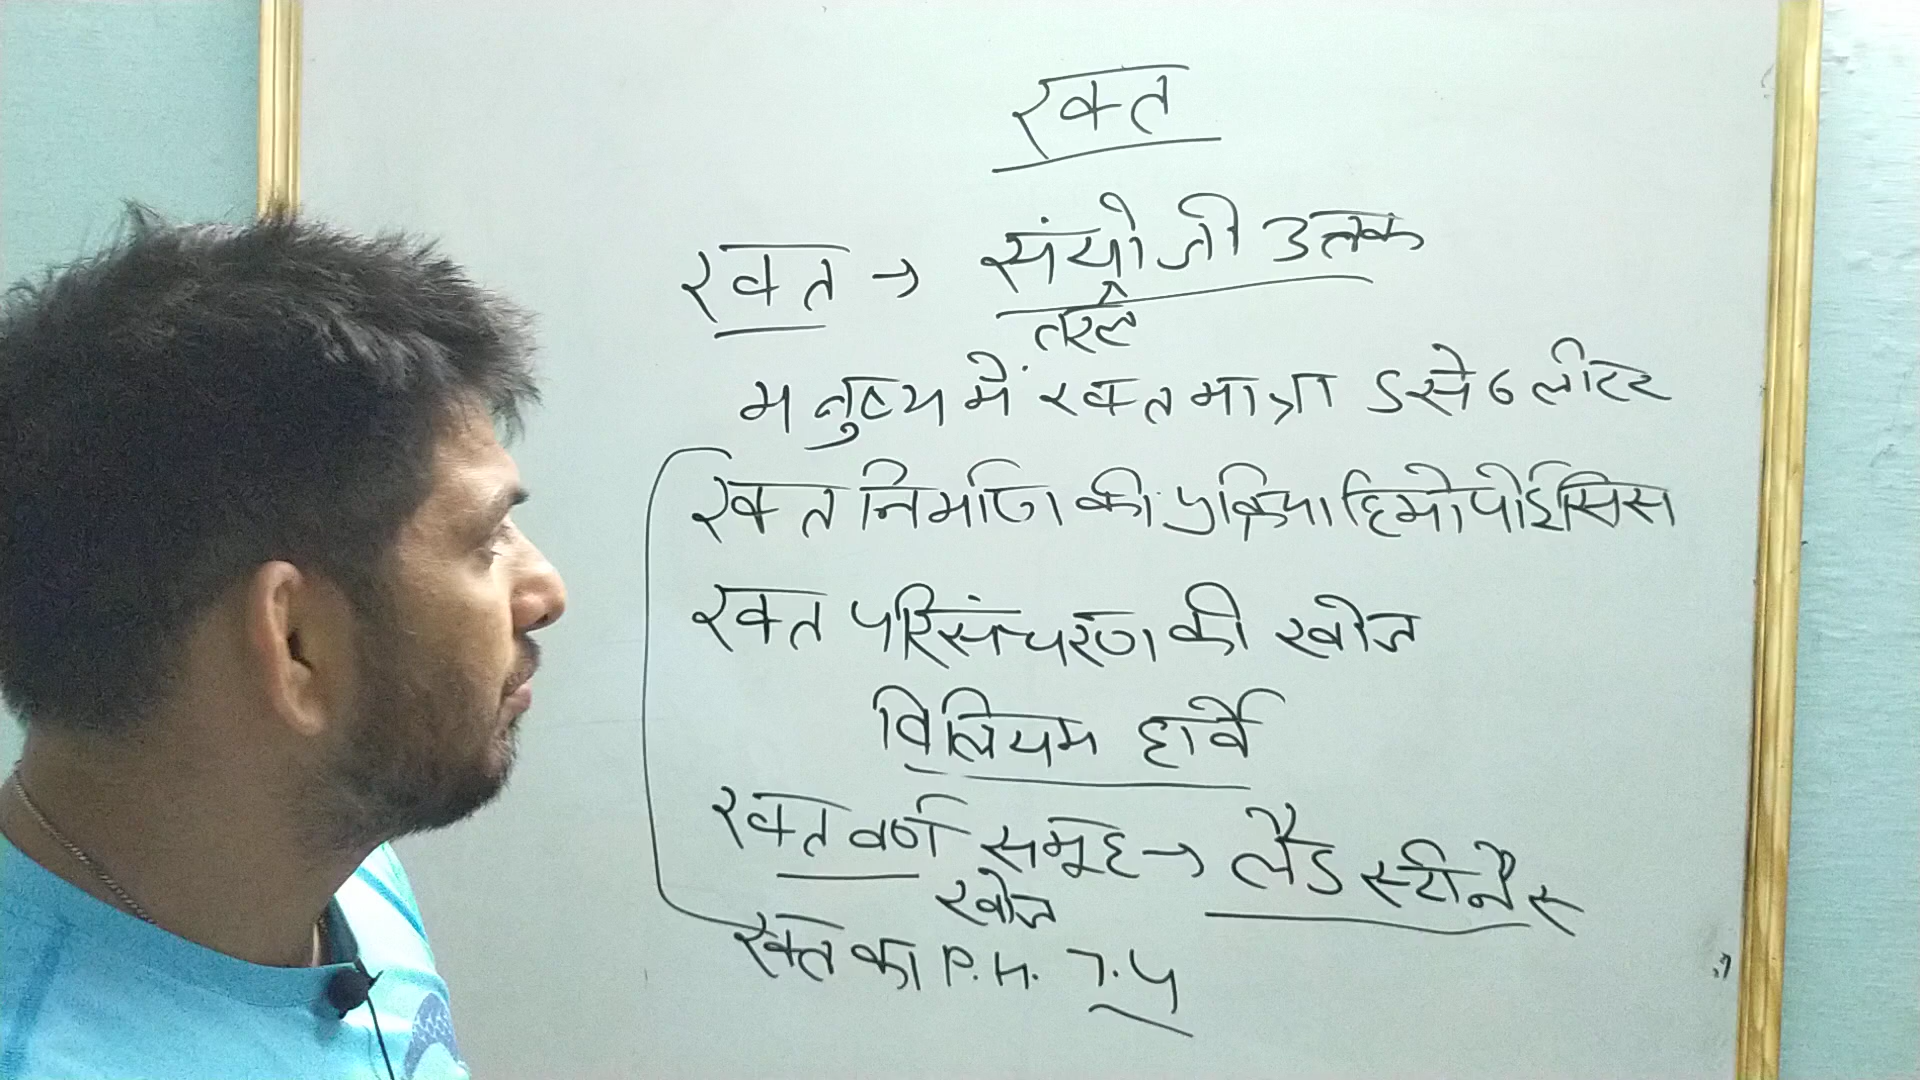 रक्त
रक्त → संयोजी उत्तक
तरल
मनुष्य में रक्त मात्रा 5 से 6 लीटर
रक्त निर्माण की प्रक्रिया हिमोपोईसिस
रक्त परिसंचरण की खोज
विलियम हार्वे
रक्त वर्ण समूह → लैंड स्टीनैर
खोज
रक्त का P.H. 7.4